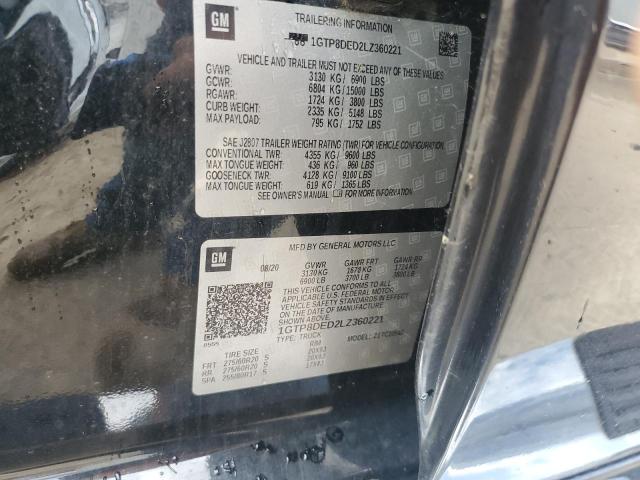 GM
TRAILERING INFORMATION
1GTP8DED2LZ360221
VEHICLE AND TRAILER MUST NOT EXCEED ANY OF THESE VALUES
GVWR: 3130 KG / 6900 LBS
GCWR: 6804 KG / 15000 LBS
RGAWR: 1724 KG / 3800 LBS
CURB WEIGHT: 2335 KG / 5148 LBS
MAX PAYLOAD: 795 KG / 1752 LBS
SAE J2807 TRAILER WEIGHT RATING (TWR) FOR VEHICLE CONFIGURATION.
CONVENTIONAL TWR: 4355 KG / 9600 LBS
MAX TONGUE WEIGHT: 436 KG / 960 LBS
GOOSENECK TWR: 4128 KG / 9100 LBS
MAX TONGUE WEIGHT: 619 KG / 1365 LBS
SEE OWNER'S MANUAL FOR MORE INFORMATION
GM
MFD BY GENERAL MOTORS LLC
08/20 GVWR GAWR FRT GAWR RR
3130 KG 1678 KG 1724 KG
6900 LB 3700 LB 3800 LB
THIS VEHICLE CONFORMS TO ALL
APPLICABLE U.S. FEDERAL MOTOR
VEHICLE SAFETY STANDARDS IN
EFFECT ON THE DATE OF
MANUFACTURE SHOWN ABOVE.
1GTP8DED2LZ360221
TYPE: TRUCK MODEL:
TIRE SIZE RIM
FRT 275/60R20 S 20X9J
RR 275/60R20 S 20X9J
SPA 255/80R17 S 17X8J